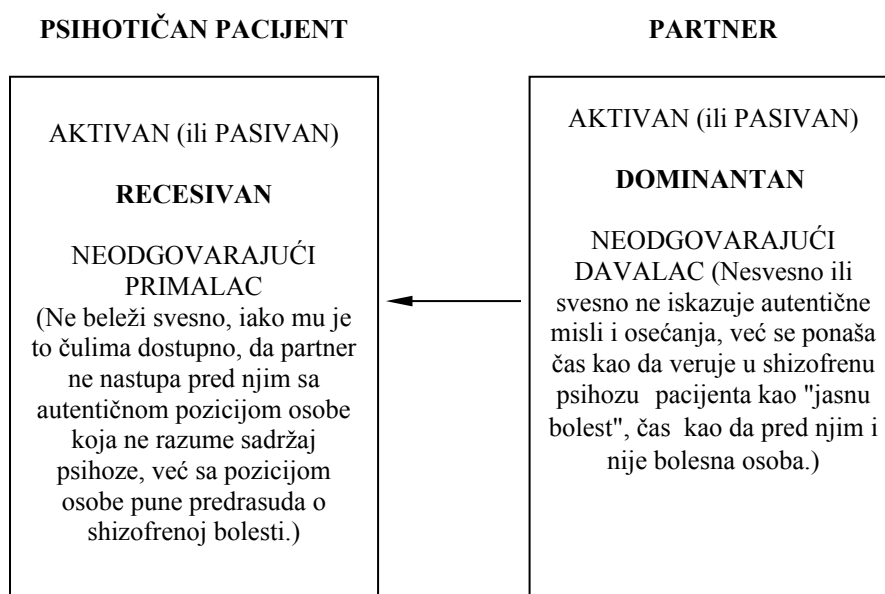 PSIHOTIČAN PACIJENT
AKTIVAN (ili PASIVAN)
RECESIVAN
NEODGOVARAJUĆI
PRIMALAC
(Ne beleži svesno, iako mu je
to čulima dostupno, da partner
ne nastupa pred njim sa
autentičnom pozicijom osobe
koja ne razume sadržaj
psihoze, već sa pozicijom
osobe pune predrasuda o
shizofrenoj bolesti.)
PARTNER
AKTIVAN (ili PASIVAN)
DOMINANTAN
NEODGOVARAJUĆI
DAVALAC (Nesvesno ili
svesno ne iskazuje autentične
misli i osećanja, već se ponaša
čas kao da veruje u shizofrenu
psihozu pacijenta kao "jasnu
bolest", čas kao da pred njim i
nije bolesna osoba.)